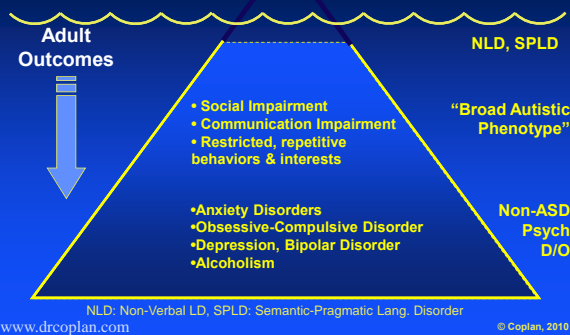 Adult
Outcomes
NLD, SPLD
• Social Impairment
• Communication Impairment
• Restricted, repetitive
behaviors & interests
“Broad Autistic
Phenotype”
•Anxiety Disorders
•Obsessive-Compulsive Disorder
•Depression, Bipolar Disorder
•Alcoholism
Non-ASD
Psych
D/O
NLD: Non-Verbal LD, SPLD: Semantic-Pragmatic Lang. Disorder
www.drcoplan.com
© Coplan, 2010